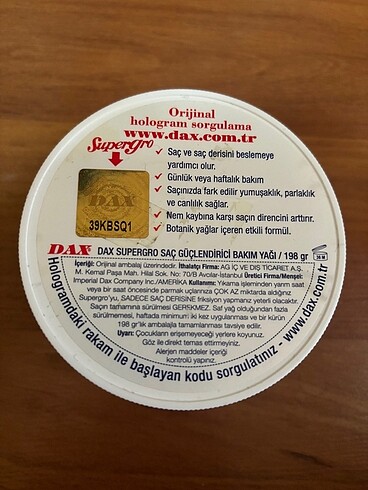 Orijinal
hologram sorgulama
www.dax.com.tr
SuperGro
DAX
39KBSQ1
✓ Saç ve saç derisini beslemeye
yardımcı olur.
✓ Günlük veya haftalık bakım
✓ Saçınızda fark edilir yumuşaklık, parlaklık
ve canlılık sağlar.
✓ Nem kaybına karşı saçın direncini arttırır.
✓ Botanik yağlar içeren etkili formül.
DAX DAX SUPERGRO SAÇ GÜÇLENDİRİCİ BAKIM YAĞI / 198 gr
36 M
İçeriği: Orijinal ambalaj üzerindedir. İthalatçı Firma: AG İÇ VE DIŞ TİCARET A.Ş.
M. Kemal Paşa Mah. Hilal Sok. No: 70/B Avcılar-İstanbul Üretici Firma/Menşei:
Imperial Dax Company Inc./AMERİKA Kullanımı: Yıkama işleminden yarım saat
veya bir saat öncesinde parmak uçlarınıza ÇOK AZ miktarda aldığınız
Supergro'yu, SADECE SAÇ DERİSİNE friksiyon yapmanız yeterli olacaktır.
Saçın tamamına sürülmesi GEREKMEZ. Saf yağ olduğundan fazla
sürülmemesi, haftada minimum iki kez uygulanması ve bir kürün
198 gr'lık ambalajla tamamlanması tavsiye edilir.
Uyarı: Çocukların erişemeyeceği yerlere koyunuz.
Göz ile direkt temas ettirmeyiniz.
Alerjen maddeler içeriği
kontrolü yapınız.
Hologramdaki rakam ile başlayan kodu sorgulatınız - www.dax.com.tr